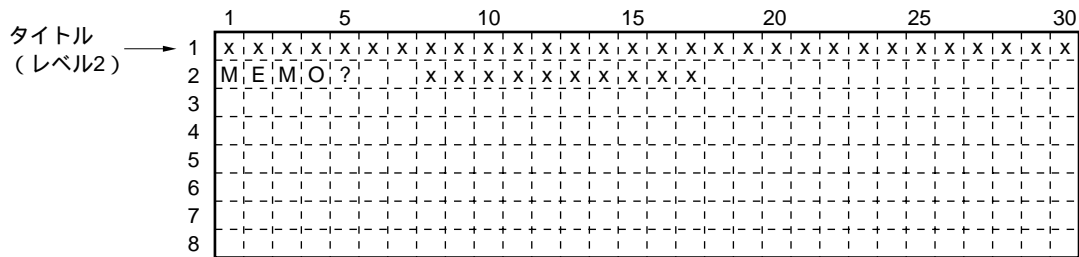 1 5 10 15 20 25 30
タイトル
（レベル2）
1 x x x x x x x x x x x x x x x x x x x x x x x x x x x x x x
2 M E M O ? x x x x x x x x x x
3
4
5
6
7
8